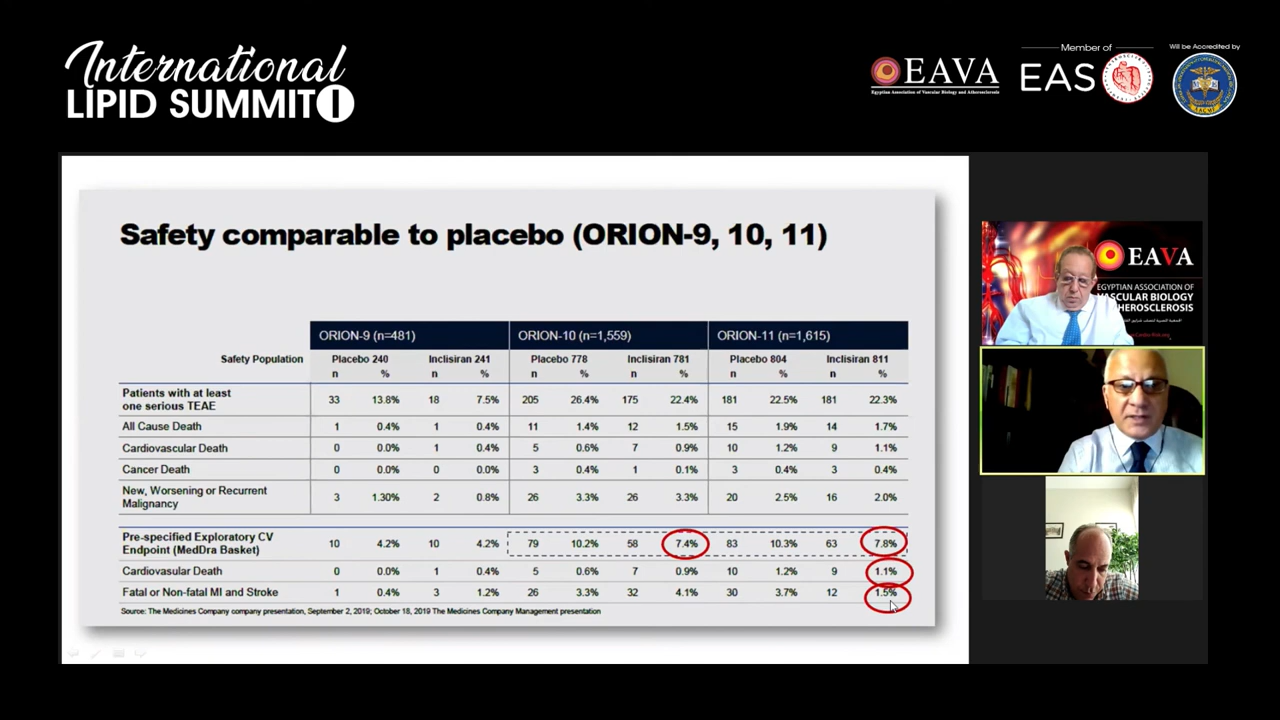 International
LIPID SUMMIT 1
EAVA
Egyptian Association of Vascular Biology and Atherosclerosis
Member of
EAS
Will be Accredited by
Safety comparable to placebo (ORION-9, 10, 11)
ORION-9 (n=481) ORION-10 (n=1,559) ORION-11 (n=1,615)
Safety Population Placebo 240 Inclisiran 241 Placebo 778 Inclisiran 781 Placebo 804 Inclisiran 811
n % n % n % n % n % n %
Patients with at least
one serious TEAE 33 13.8% 18 7.5% 205 26.4% 175 22.4% 181 22.5% 181 22.3%
All Cause Death 1 0.4% 1 0.4% 11 1.4% 12 1.5% 15 1.9% 14 1.7%
Cardiovascular Death 0 0.0% 1 0.4% 5 0.6% 7 0.9% 10 1.2% 9 1.1%
Cancer Death 0 0.0% 0 0.0% 3 0.4% 1 0.1% 3 0.4% 3 0.4%
New, Worsening or Recurrent
Malignancy 3 1.30% 2 0.8% 26 3.3% 26 3.3% 20 2.5% 16 2.0%
Pre-specified Exploratory CV
Endpoint (MedDra Basket) 10 4.2% 10 4.2% 79 10.2% 58 7.4% 83 10.3% 63 7.8%
Cardiovasular Death 0 0.0% 1 0.4% 5 0.6% 7 0.9% 10 1.2% 9 1.1%
Fatal or Non-fatal MI and Stroke 1 0.4% 3 1.2% 26 3.3% 32 4.1% 30 3.7% 12 1.5%
Source: The Medicines Company company presentation, September 2, 2019; October 18, 2019 The Medicines Company Management presentation
EAVA
EGYPTIAN ASSOCIATION OF
VASCULAR BIOLOGY
THEROSCLEROSIS